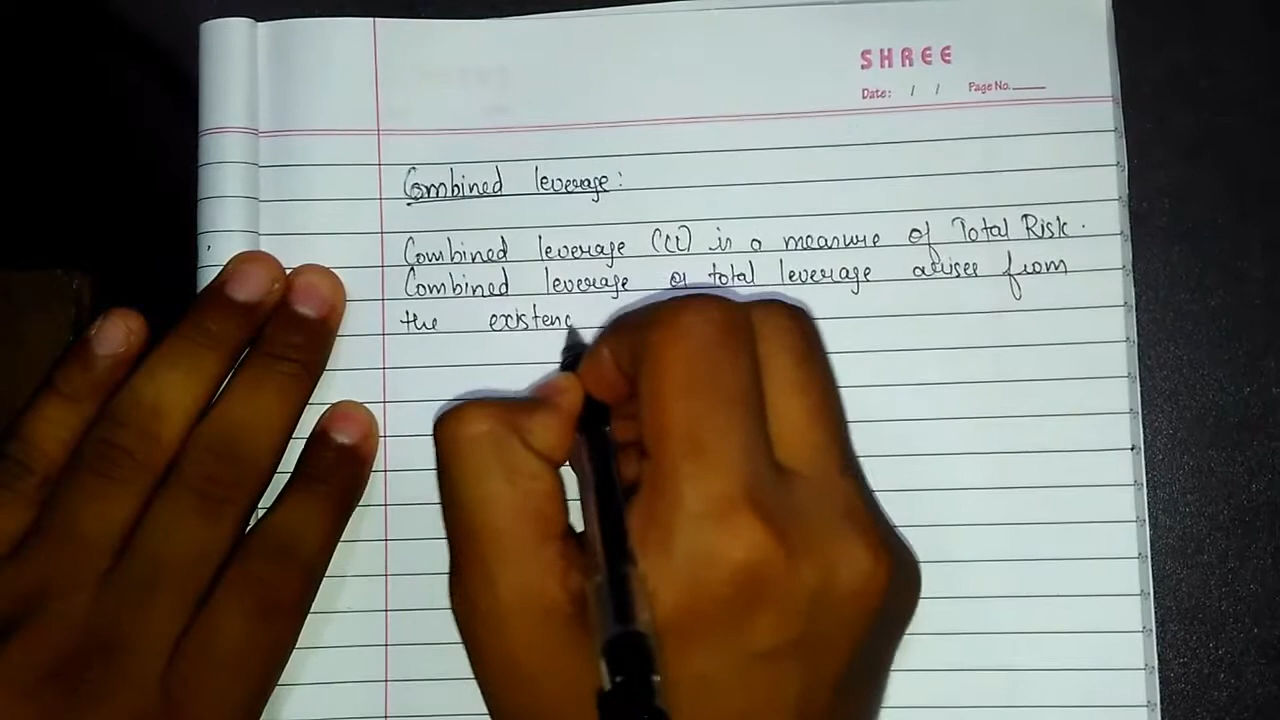 SHREE
Date: / / Page No.
Combined leverage:
Combined leverage (CL) is a measure of Total Risk.
Combined leverage or total leverage arises from
the existenc